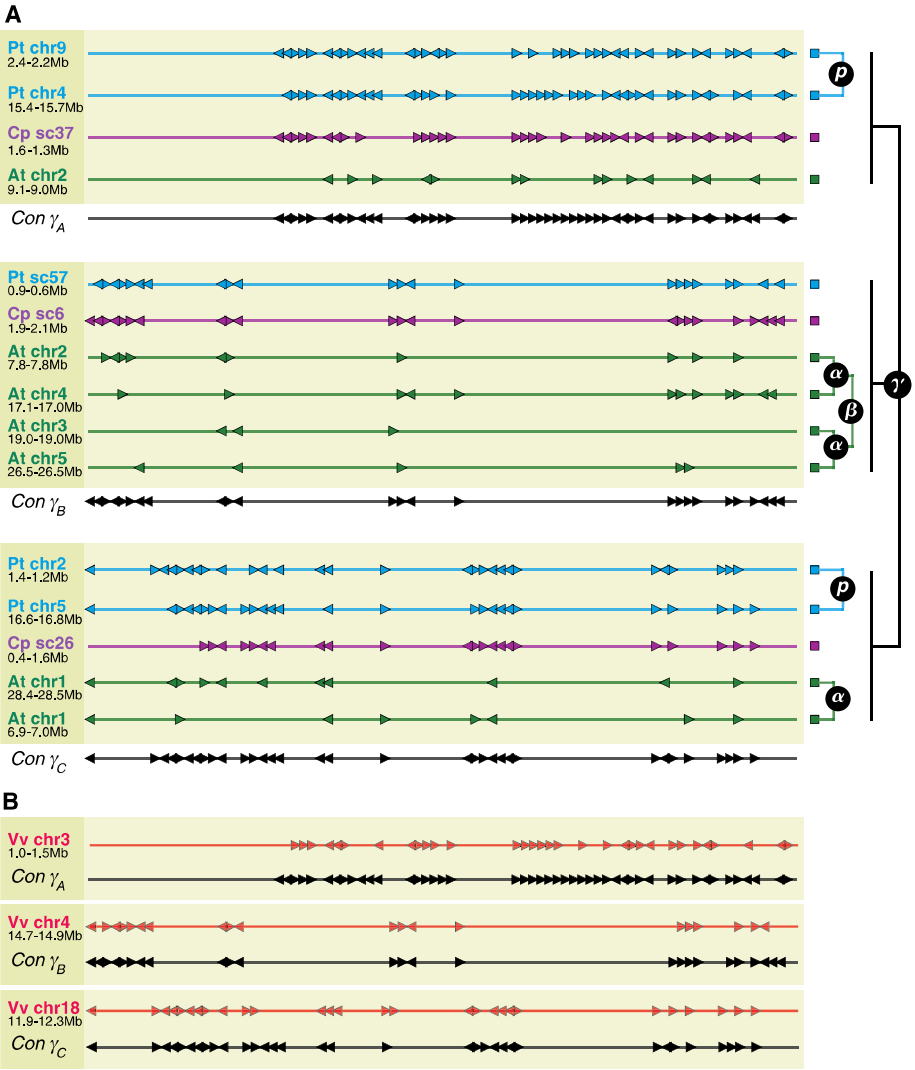 A
Pt chr9
2.4-2.2Mb
p
Pt chr4
15.4-15.7Mb
Cp sc37
1.6-1.3Mb
At chr2
9.1-9.0Mb
Con γA
Pt sc57
0.9-0.6Mb
Cp sc6
1.9-2.1Mb
At chr2
7.8-7.8Mb
α
γ
At chr4
17.1-17.0Mb
β
At chr3
19.0-19.0Mb
α
At chr5
26.5-26.5Mb
Con γB
Pt chr2
1.4-1.2Mb
p
Pt chr5
16.6-16.8Mb
Cp sc26
0.4-1.6Mb
At chr1
28.4-28.5Mb
α
At chr1
6.9-7.0Mb
Con γC
B
Vv chr3
1.0-1.5Mb
Con γA
Vv chr4
14.7-14.9Mb
Con γB
Vv chr18
11.9-12.3Mb
Con γC